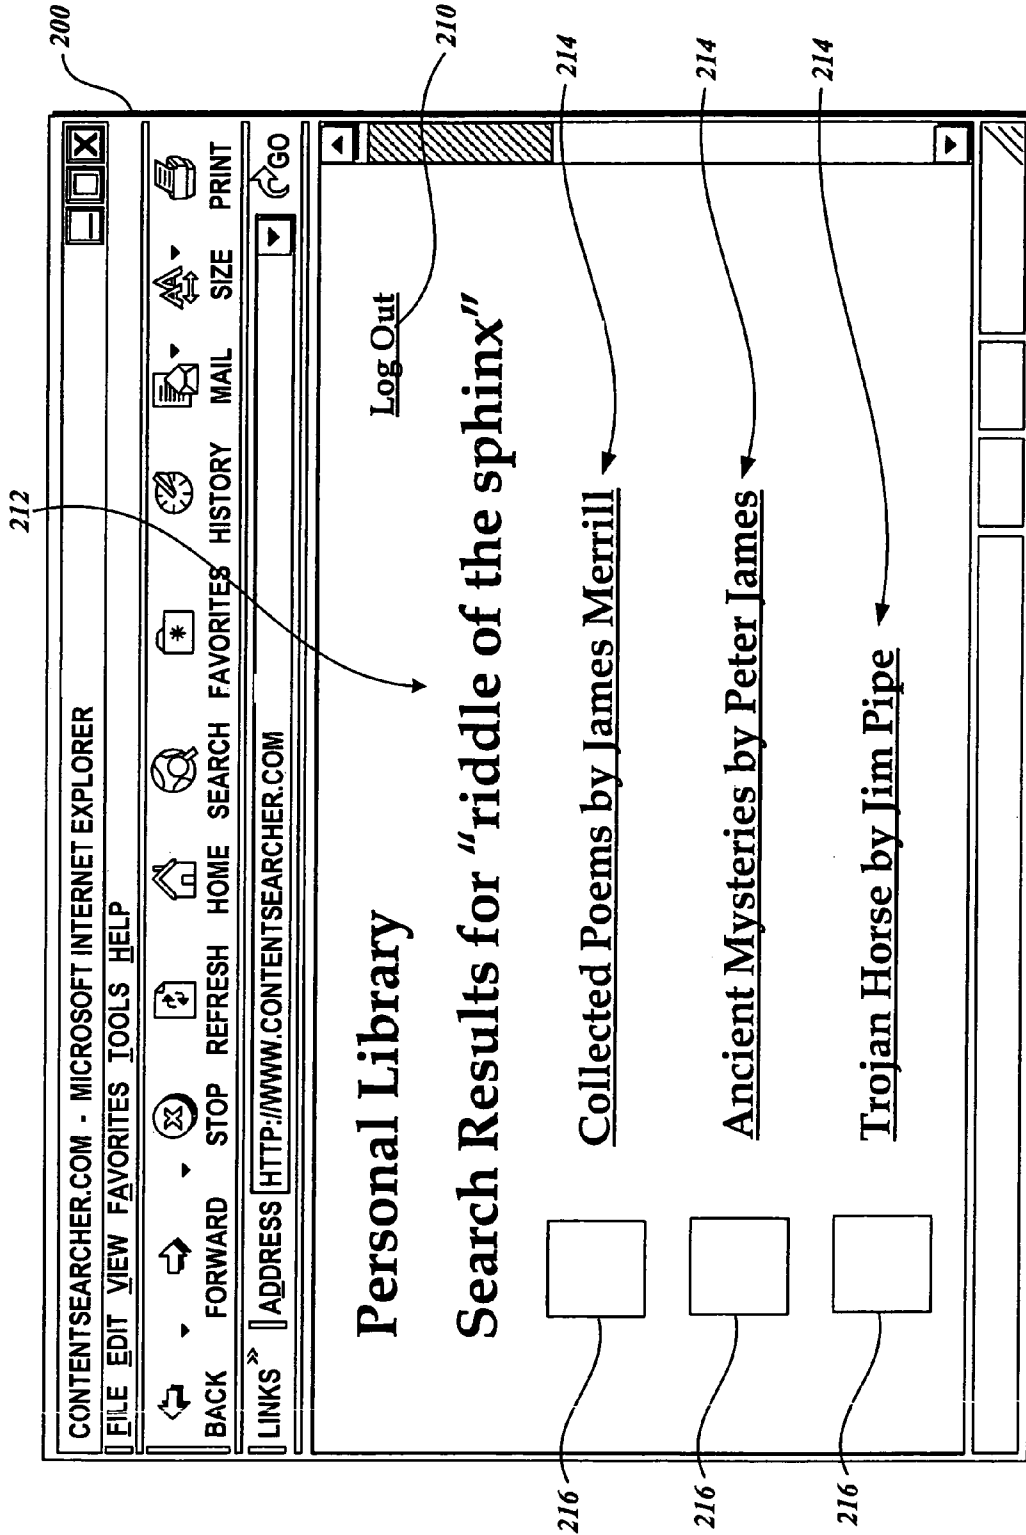 200
CONTENTSEARCHER.COM - MICROSOFT INTERNET EXPLORER
FILE EDIT VIEW FAVORITES TOOLS HELP
BACK FORWARD STOP REFRESH HOME SEARCH FAVORITES HISTORY MAIL SIZE PRINT
LINKS » ADDRESS HTTP://WWW.CONTENTSEARCHER.COM GO
212
Personal Library
Log Out
210
Search Results for "riddle of the sphinx"
216
Collected Poems by James Merrill
214
216
Ancient Mysteries by Peter James
214
216
Trojan Horse by Jim Pipe
214